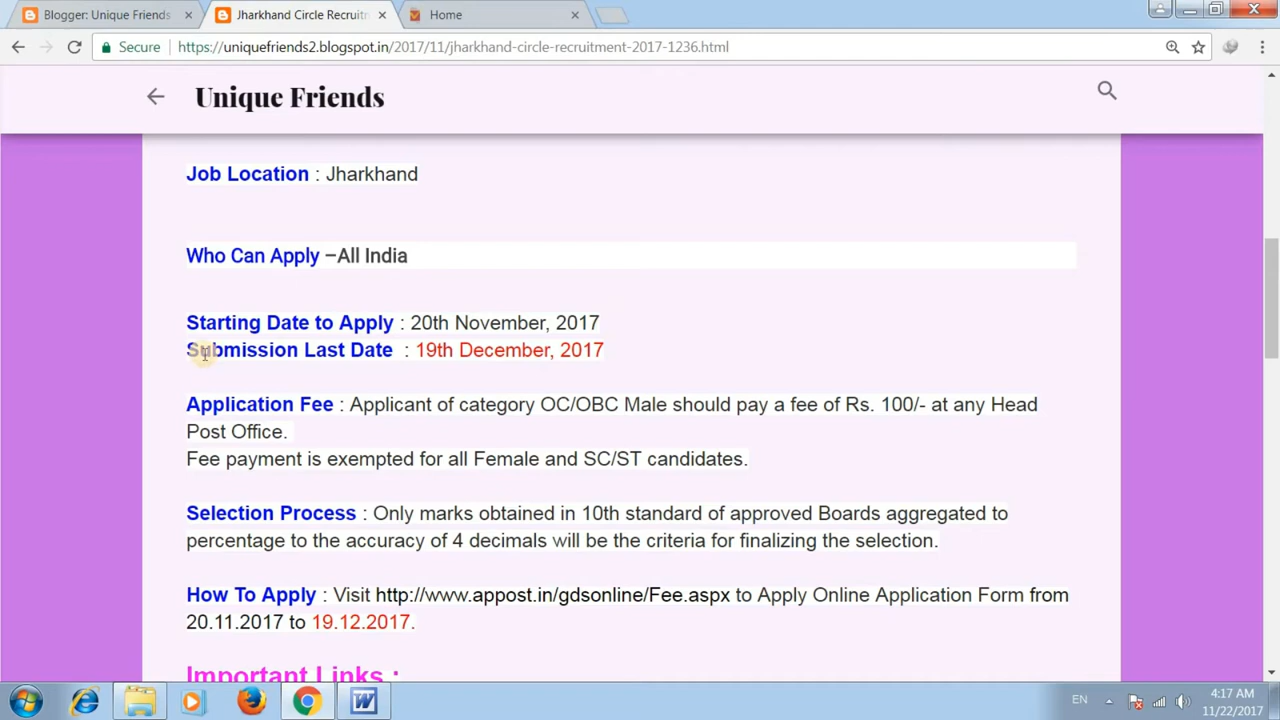 Blogger: Unique Friends
Jharkhand Circle Recruitm
Home
Secure
https://uniquefriends2.blogspot.in/2017/11/jharkhand-circle-recruitment-2017-1236.html
Unique Friends
Job Location : Jharkhand
Who Can Apply –All India
Starting Date to Apply : 20th November, 2017
Submission Last Date : 19th December, 2017
Application Fee : Applicant of category OC/OBC Male should pay a fee of Rs. 100/- at any Head
Post Office.
Fee payment is exempted for all Female and SC/ST candidates.
Selection Process : Only marks obtained in 10th standard of approved Boards aggregated to
percentage to the accuracy of 4 decimals will be the criteria for finalizing the selection.
How To Apply : Visit http://www.appost.in/gdsonline/Fee.aspx to Apply Online Application Form from
20.11.2017 to 19.12.2017.
Important Links :
EN
4:17 AM
11/22/2017